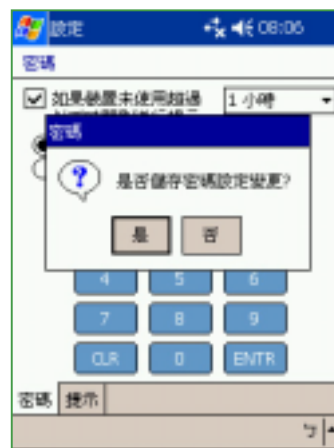 設定 08:06
密碼
如果裝置未使用超過 1 小時
密碼
是否儲存密碼設定變更?
是 否
4 5 6
7 8 9
CLR 0 ENTR
密碼 提示